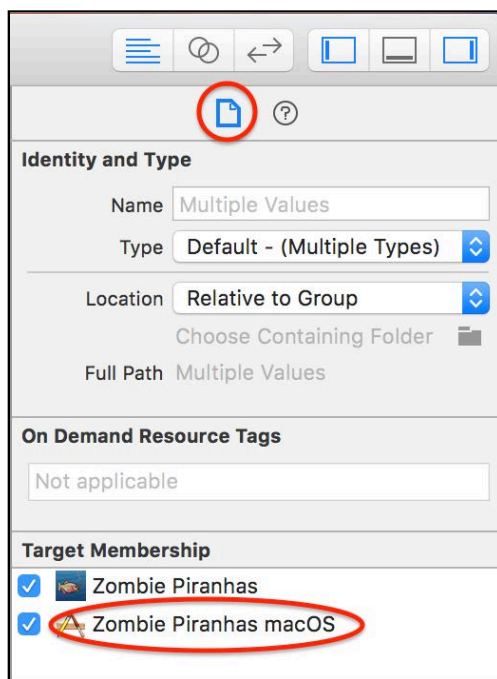 Identity and Type
Name Multiple Values
Type Default - (Multiple Types)
Location Relative to Group
Choose Containing Folder
Full Path Multiple Values
On Demand Resource Tags
Not applicable
Target Membership
Zombie Piranhas
Zombie Piranhas macOS